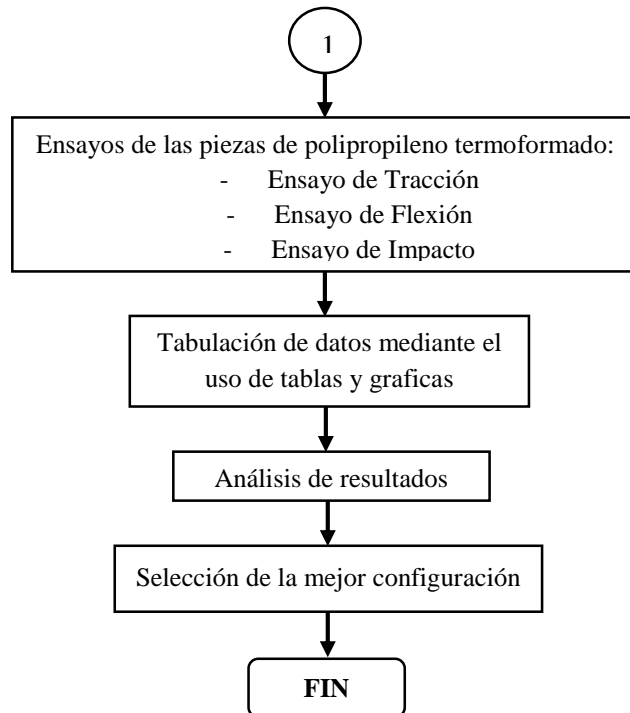 1
Ensayos de las piezas de polipropileno termoformado:
- Ensayo de Tracción
- Ensayo de Flexión
- Ensayo de Impacto
Tabulación de datos mediante el
uso de tablas y graficas
Análisis de resultados
Selección de la mejor configuración
FIN